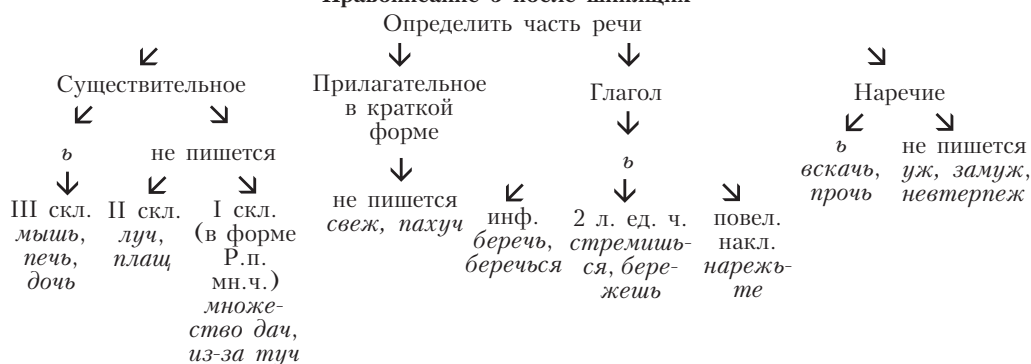 Правописание ь после шипящих
Определить часть речи
Существительное
Прилагательное
в краткой
форме
Глагол
Наречие
ь
не пишется
III скл.
мышь,
печь,
дочь
II скл.
луч,
плащ
I скл.
(в форме
Р.п.
мн.ч.)
множе-
ство дач,
из-за туч
не пишется
свеж, пахуч
ь
инф.
беречь,
беречься
2 л. ед. ч.
стремишь-
ся, бере-
жешь
повел.
накл.
нарежь-
те
ь
вскачь,
прочь
не пишется
уж, замуж,
невтерпеж